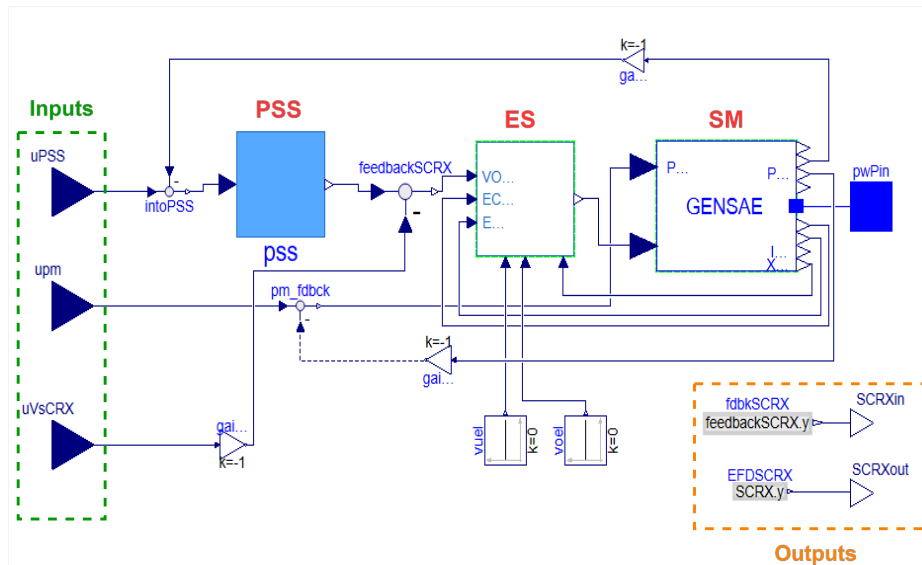 k=-1
ga...
Inputs
PSS
ES
SM
uPSS
-
intoPSS
feedbackSCRX
-
VO...
EC...
E...
P...
P...
GENSAE
I...
X...
pwPin
pss
upm
pm_fdbck
-
k=-1
gai...
uVsCRX
gai...
k=-1
vuel
k=0
voel
k=0
fdbkSCRX
feedbackSCRX.y
SCRXin
EFDSCRX
SCRX.y
SCRXout
Outputs